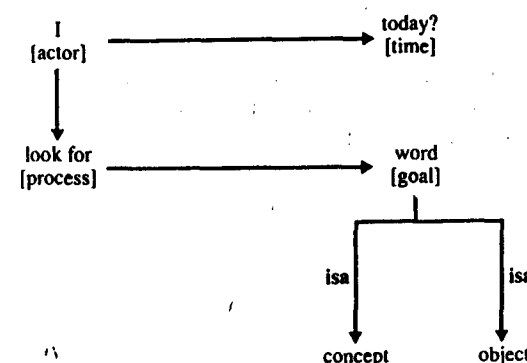 I
[actor]
today?
[time]
look for
[process]
word
[goal]
isa
isa
concept
object